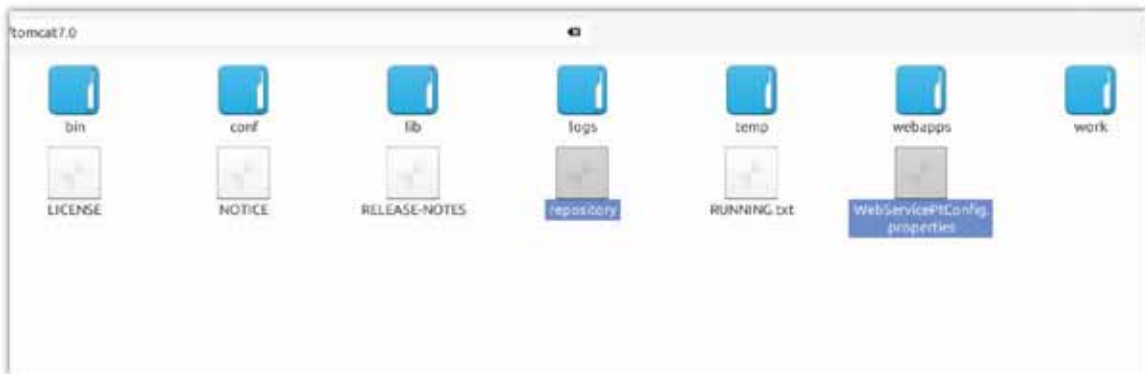 /tomcat7.0
bin
conf
lib
logs
temp
webapps
work
LICENSE
NOTICE
RELEASE-NOTES
repository
RUNNING.txt
WebServicePtConfig.
properties